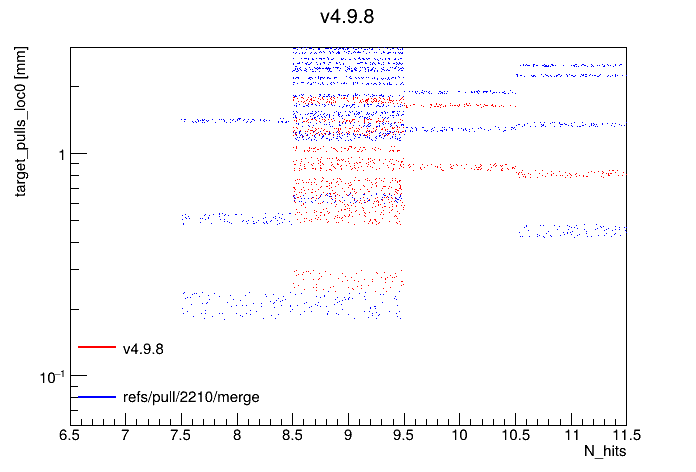 v4.9.8
target_pulls_loc0 [mm]
1
10⁻¹
v4.9.8
refs/pull/2210/merge
6.5 7 7.5 8 8.5 9 9.5 10 10.5 11 11.5
N_hits